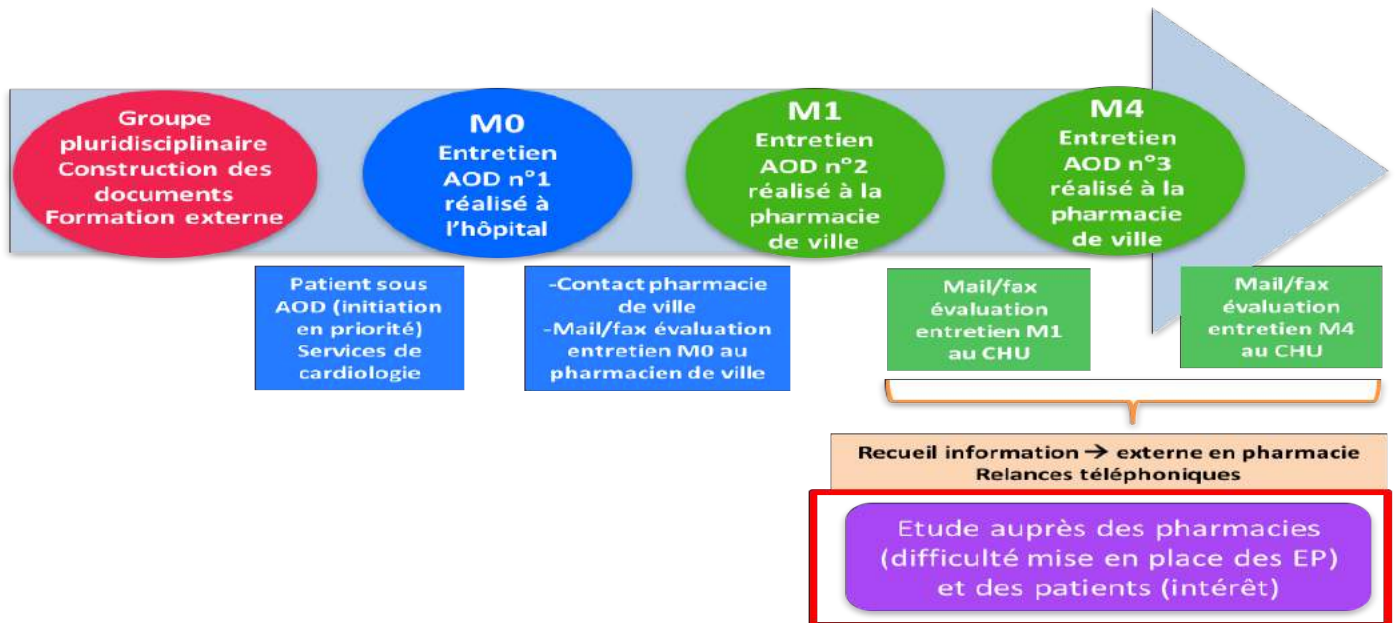 Groupe
pluridisciplinaire
Construction des
documents
Formation externe
M0
Entretien
AOD n°1
réalisé à
l'hôpital
M1
Entretien
AOD n°2
réalisé à la
pharmacie
de ville
M4
Entretien
AOD n°3
réalisé à la
pharmacie
de ville
Patient sous
AOD (initiation
en priorité)
Services de
cardiologie
-Contact pharmacie
de ville
-Mail/fax évaluation
entretien M0 au
pharmacien de ville
Mail/fax
évaluation
entretien M1
au CHU
Mail/fax
évaluation
entretien M4
au CHU
Recueil information → externe en pharmacie
Relances téléphoniques
Etude auprès des pharmacies
(difficulté mise en place des EP)
et des patients (intérêt)